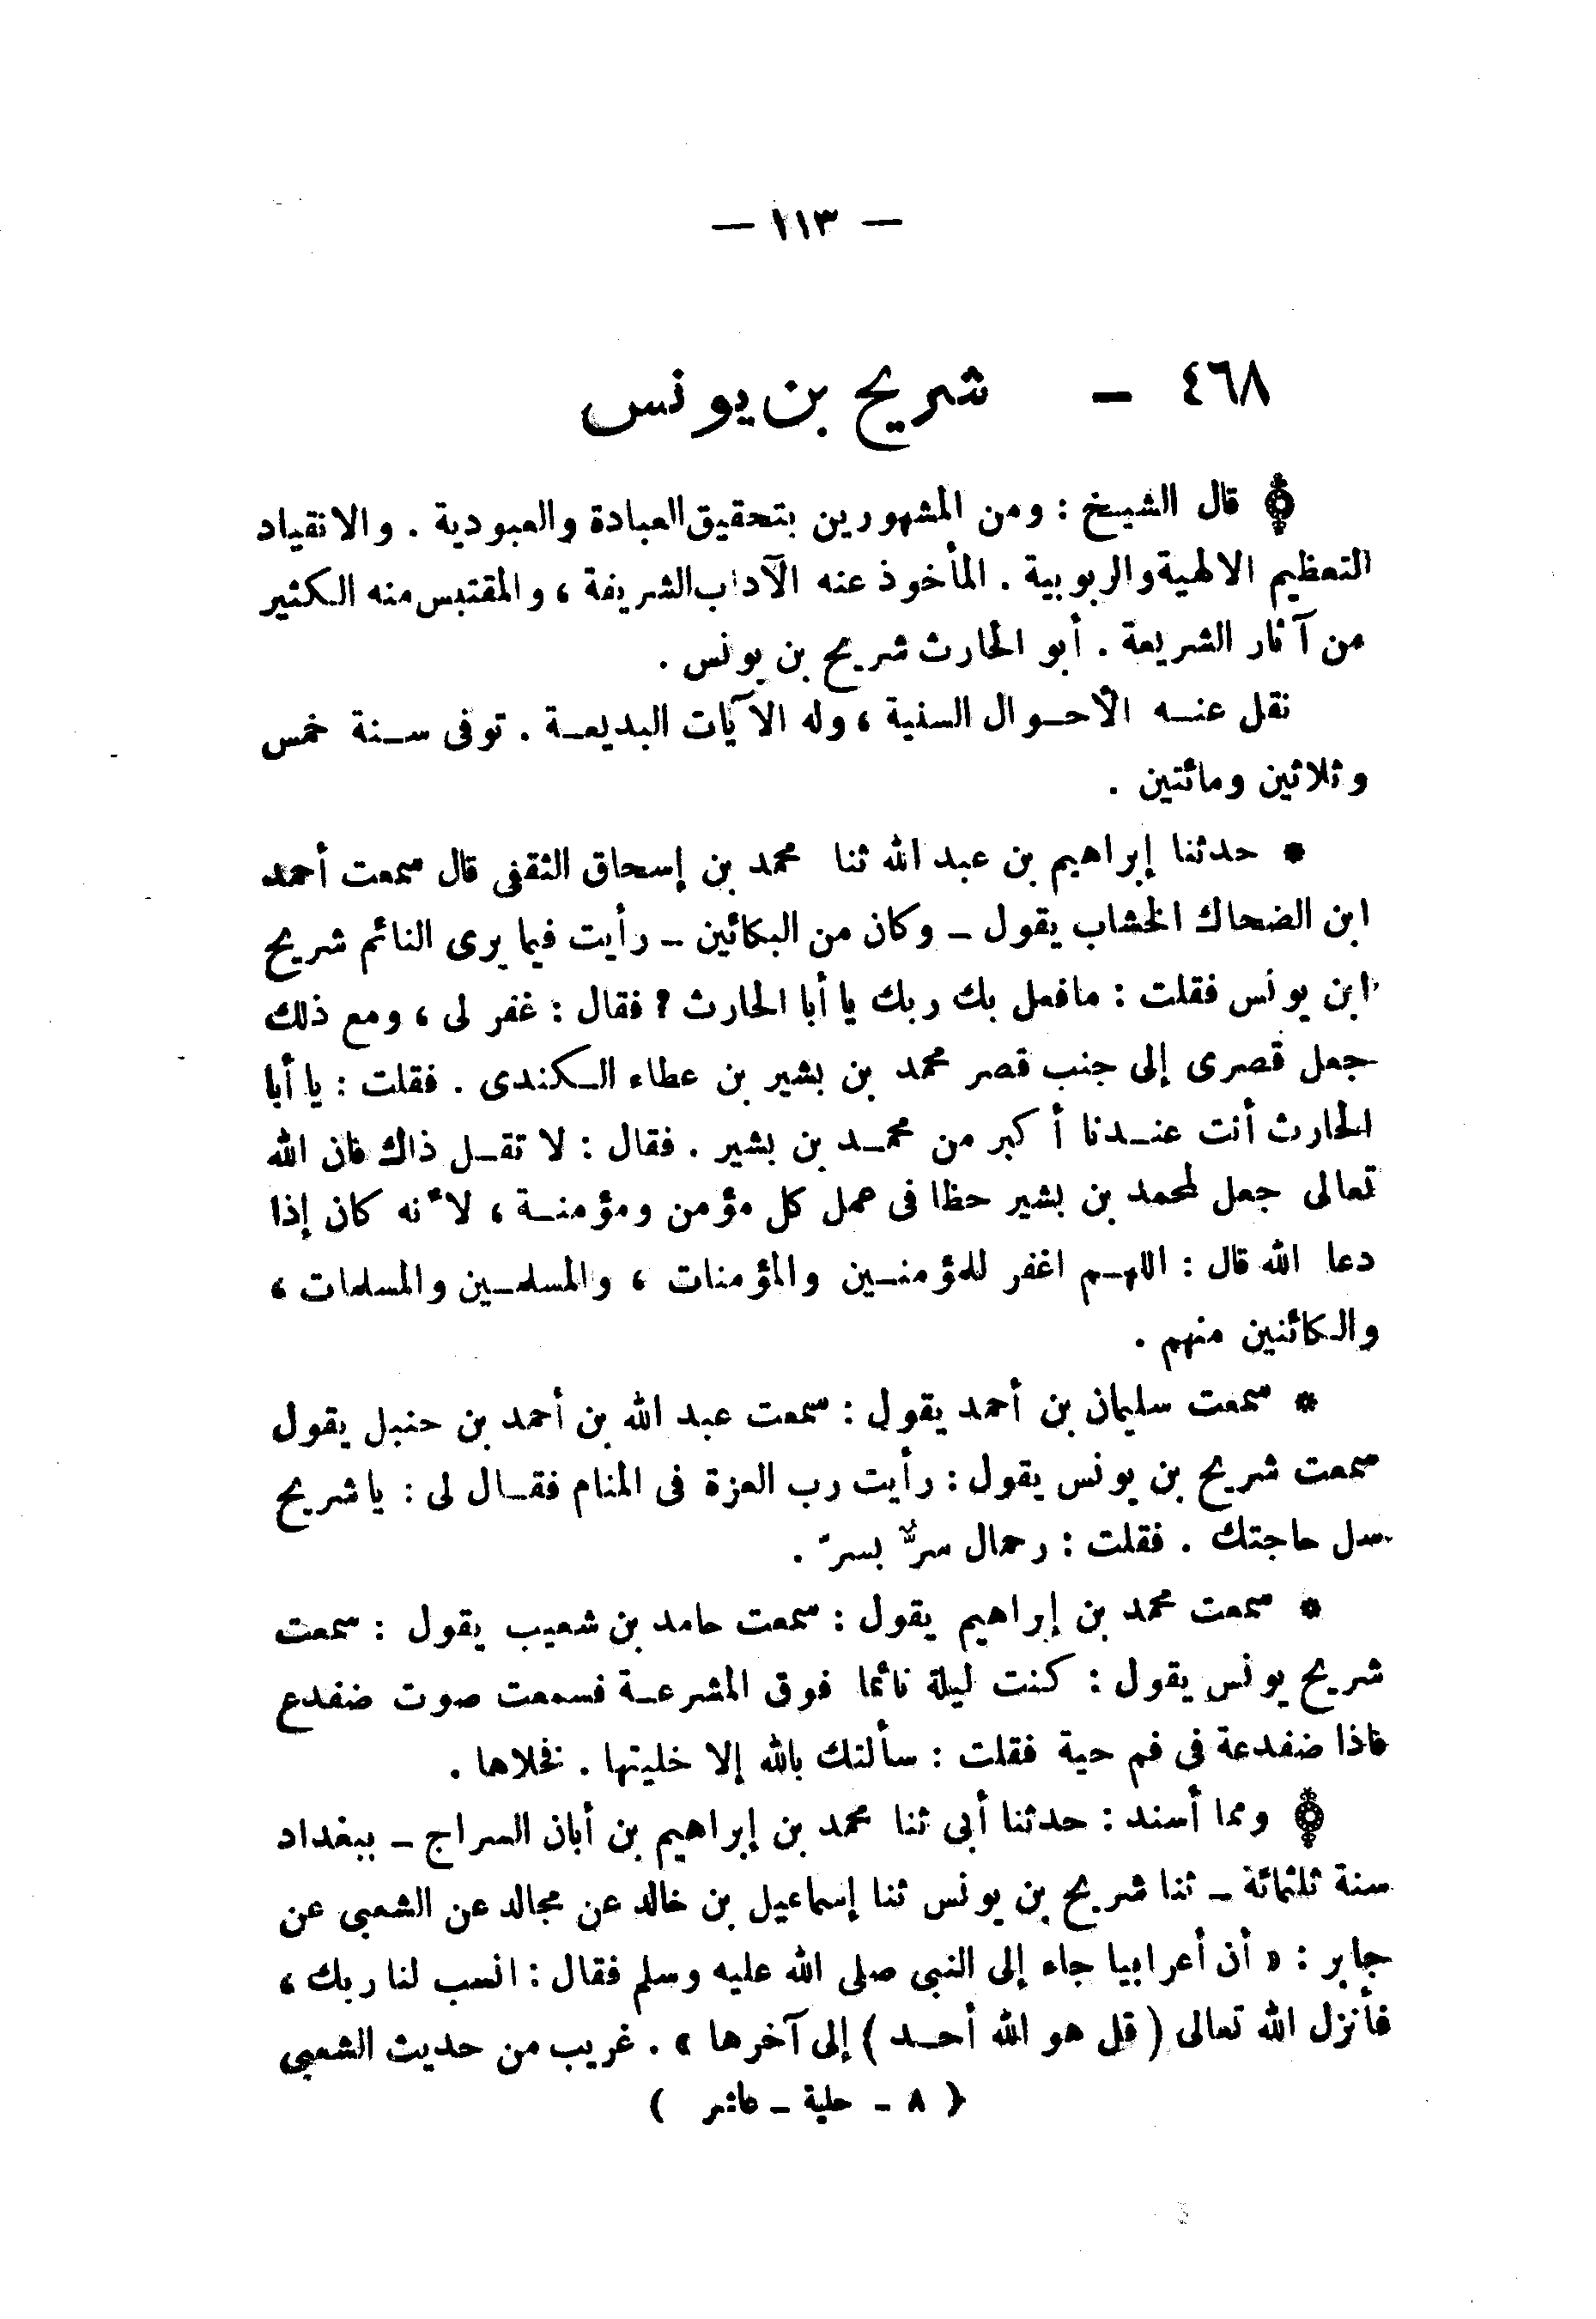 — ١١٣ —
٤٦٨ – شريح بن يونس
قال الشيخ : ومن المشهورين بتحقيق العبادة والعبودية . والانقياد
التعظيم الالهية والربوبية . المأخوذ عنه الآداب الشريفة ، والمقتبس منه الكثير
من آثار الشريعة . أبو الحارث شريح بن يونس .
نقل عنه الأحوال السنية ، وله الآيات البديعة . توفى سنة خمس
وثلاثين ومائتين .
* حدثنا إبراهيم بن عبد الله ثنا محمد بن إسحاق الثقفى قال سمعت أحمد
ابن الضحاك الخشاب يقول – وكان من البكائين – رأيت فيما يرى النائم شريح
ابن يونس فقلت : مافعل بك ربك يا أبا الحارث ؟ فقال : غفر لى ، ومع ذلك
جعل قصرى إلى جنب قصر محمد بن بشير بن عطاء الكندى . فقلت : يا أبا
الحارث أنت عندنا أكبر من محمد بن بشير . فقال : لا تقل ذاك فان الله
تعالى جعل لمحمد بن بشير حظا فى عمل كل مؤمن ومؤمنة ، لأنه كان إذا
دعا الله قال : اللهم اغفر للمؤمنين والمؤمنات ، والمسلمين والمسلمات ،
والكائنين منهم .
* سمعت سليمان بن أحمد يقول : سمعت عبد الله بن أحمد بن حنبل يقول
سمعت شريح بن يونس يقول : رأيت رب العزة فى المنام فقال لى : يا شريح
سل حاجتك . فقلت : رحمال سرٌّ بسرّ .
* سمعت محمد بن إبراهيم يقول : سمعت حامد بن شعيب يقول : سمعت
شريح يونس يقول : كنت ليلة نائما فوق المشرعة فسمعت صوت ضفدع
فاذا ضفدعة فى فم حية فقلت : سألتك بالله إلا خليتها . فخلاها .
ومما أسند : حدثنا أبى ثنا محمد بن إبراهيم بن أبان السراج – ببغداد
سنة ثلثمائة – ثنا شريح بن يونس ثنا إسماعيل بن خالد عن مجالد عن الشعبى عن
جابر : « أن أعرابيا جاء إلى النبى صلى الله عليه وسلم فقال : انسب لنا ربك ،
فأنزل الله تعالى ( قل هو الله أحد ) إلى آخرها » . غريب من حديث الشعبى
( ٨ – حلية – عاشر )